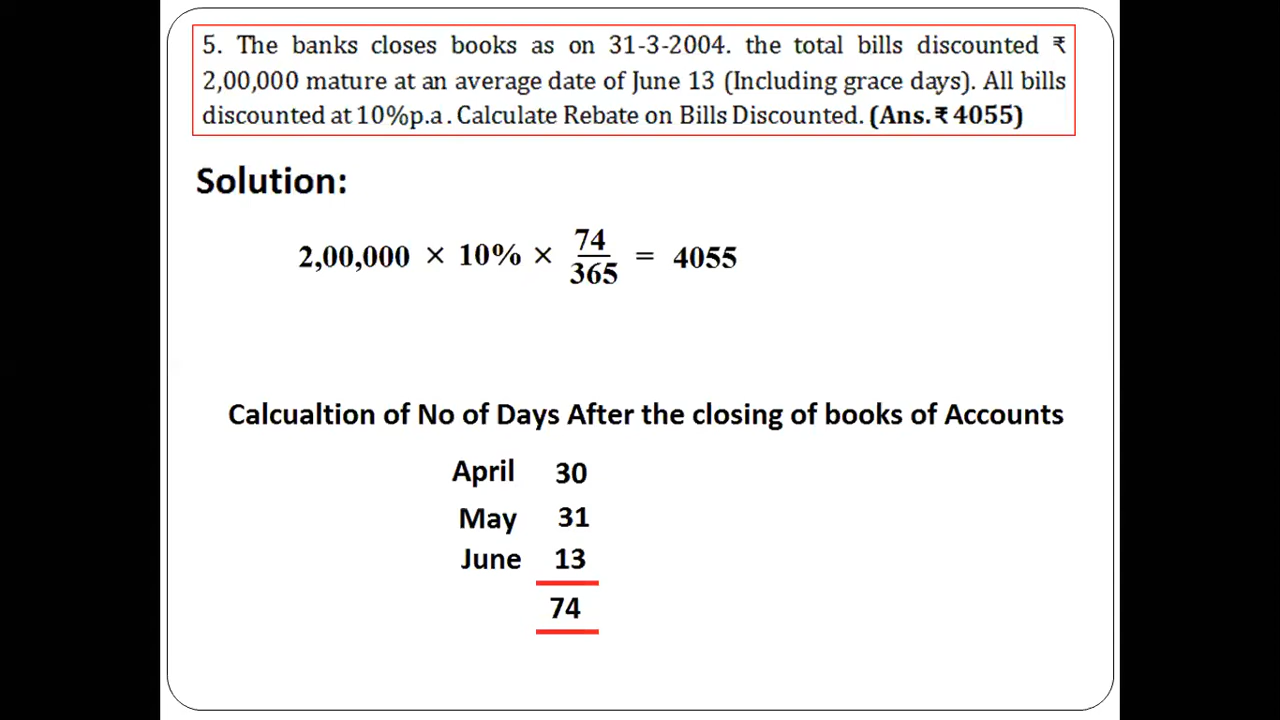 5. The banks closes books as on 31-3-2004. the total bills discounted ₹
2,00,000 mature at an average date of June 13 (Including grace days). All bills
discounted at 10%p.a. Calculate Rebate on Bills Discounted. (Ans.₹ 4055)
Solution:
2,00,000 × 10% × 74/365 = 4055
Calcualtion of No of Days After the closing of books of Accounts
April 30
May 31
June 13
74